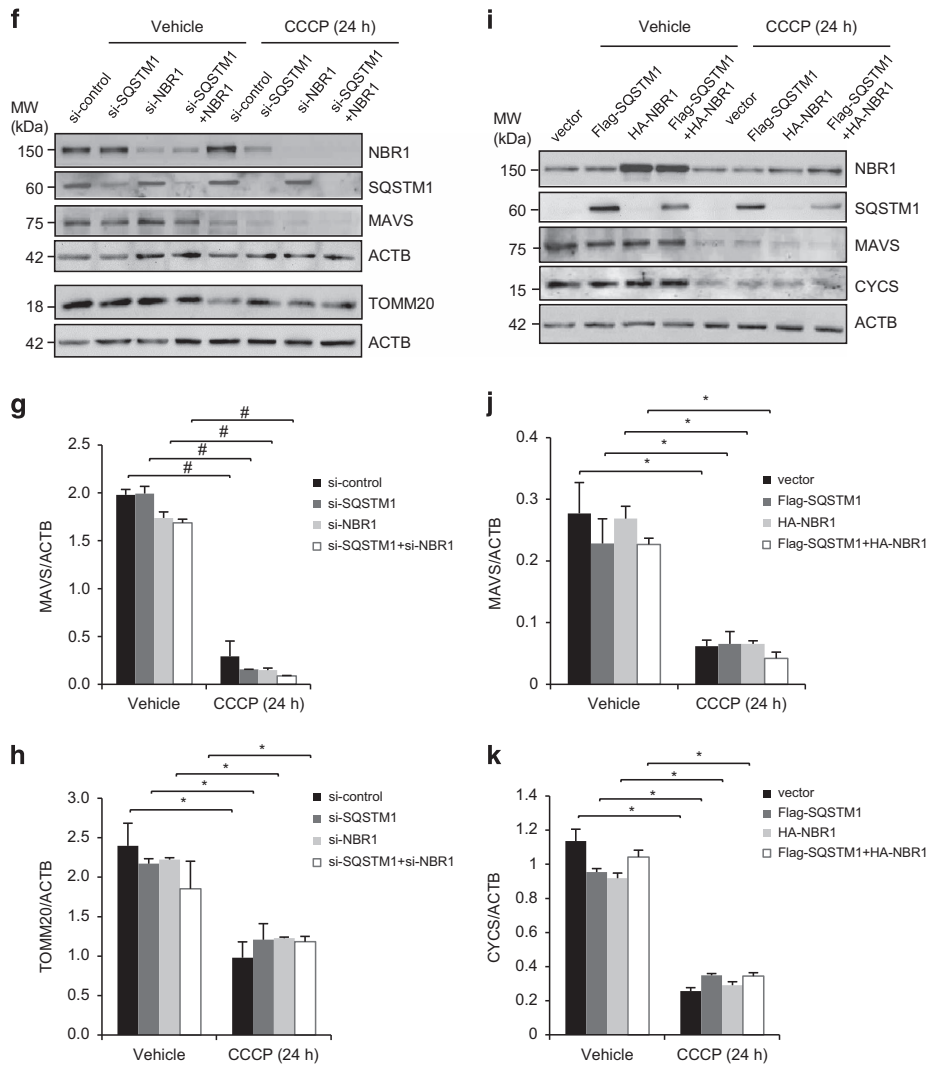 f
Vehicle
CCCP (24 h)
si-control
si-SQSTM1
si-NBR1
si-SQSTM1
+NBR1
si-control
si-SQSTM1
si-NBR1
si-SQSTM1
+NBR1
MW
(kDa)
150
NBR1
60
SQSTM1
75
MAVS
42
ACTB
18
TOMM20
42
ACTB
i
Vehicle
CCCP (24 h)
vector
Flag-SQSTM1
HA-NBR1
Flag-SQSTM1
+HA-NBR1
vector
Flag-SQSTM1
HA-NBR1
Flag-SQSTM1
+HA-NBR1
MW
(kDa)
150
NBR1
60
SQSTM1
75
MAVS
15
CYCS
42
ACTB
g
#
#
#
#
2.5
2.0
1.5
1.0
0.5
0.0
MAVS/ACTB
si-control
si-SQSTM1
si-NBR1
si-SQSTM1+si-NBR1
Vehicle
CCCP (24 h)
j
*
*
*
*
0.4
0.3
0.2
0.1
0
MAVS/ACTB
vector
Flag-SQSTM1
HA-NBR1
Flag-SQSTM1+HA-NBR1
Vehicle
CCCP (24 h)
h
*
*
*
*
3.0
2.5
2.0
1.5
1.0
0.5
0.0
TOMM20/ACTB
si-control
si-SQSTM1
si-NBR1
si-SQSTM1+si-NBR1
Vehicle
CCCP (24 h)
k
*
*
*
*
1.4
1.2
1
0.8
0.6
0.4
0.2
0
CYCS/ACTB
vector
Flag-SQSTM1
HA-NBR1
Flag-SQSTM1+HA-NBR1
Vehicle
CCCP (24 h)